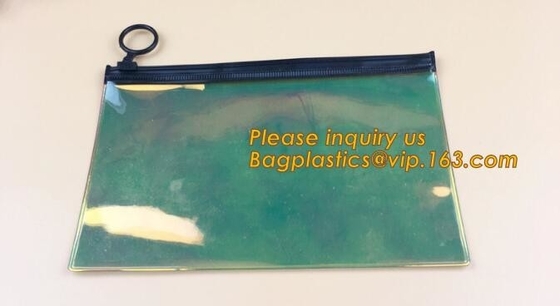 Please inquiry us
Bagplastics@vip.163.com